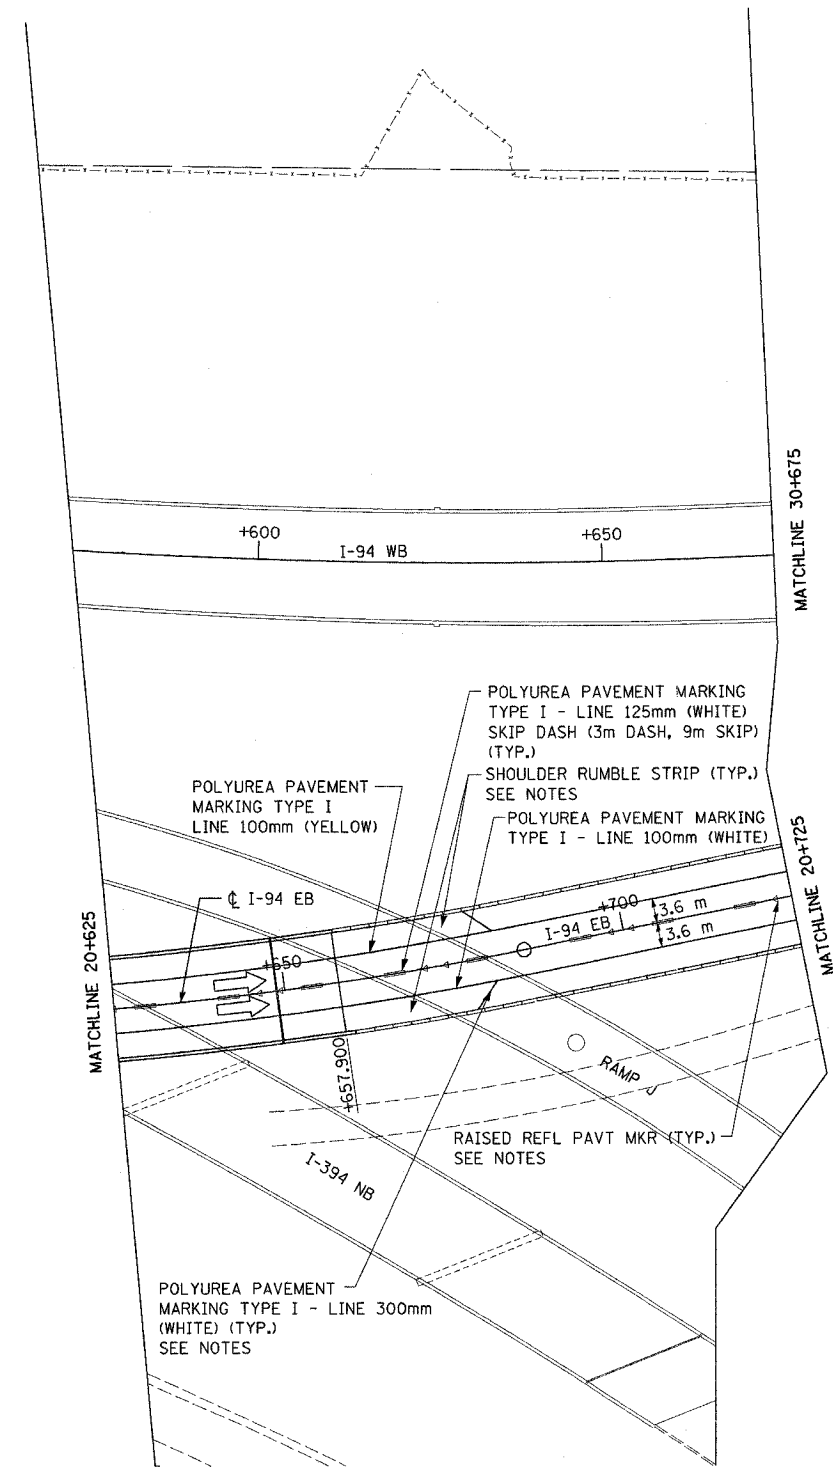 MATCHLINE 30+675
+600
+650
I-94 WB
POLYUREA PAVEMENT MARKING
TYPE I - LINE 125mm (WHITE)
SKIP DASH (3m DASH, 9m SKIP)
(TYP.)
SHOULDER RUMBLE STRIP (TYP.)
SEE NOTES
POLYUREA PAVEMENT
MARKING TYPE I
LINE 100mm (YELLOW)
POLYUREA PAVEMENT MARKING
TYPE I - LINE 100mm (WHITE)
℄ I-94 EB
MATCHLINE 20+625
MATCHLINE 20+725
+700
3.6 m
I-94 EB
3.6 m
+650
+657.900
RAMP J
RAISED REFL PAVT MKR (TYP.)
SEE NOTES
I-394 NB
POLYUREA PAVEMENT
MARKING TYPE I - LINE 300mm
(WHITE) (TYP.)
SEE NOTES